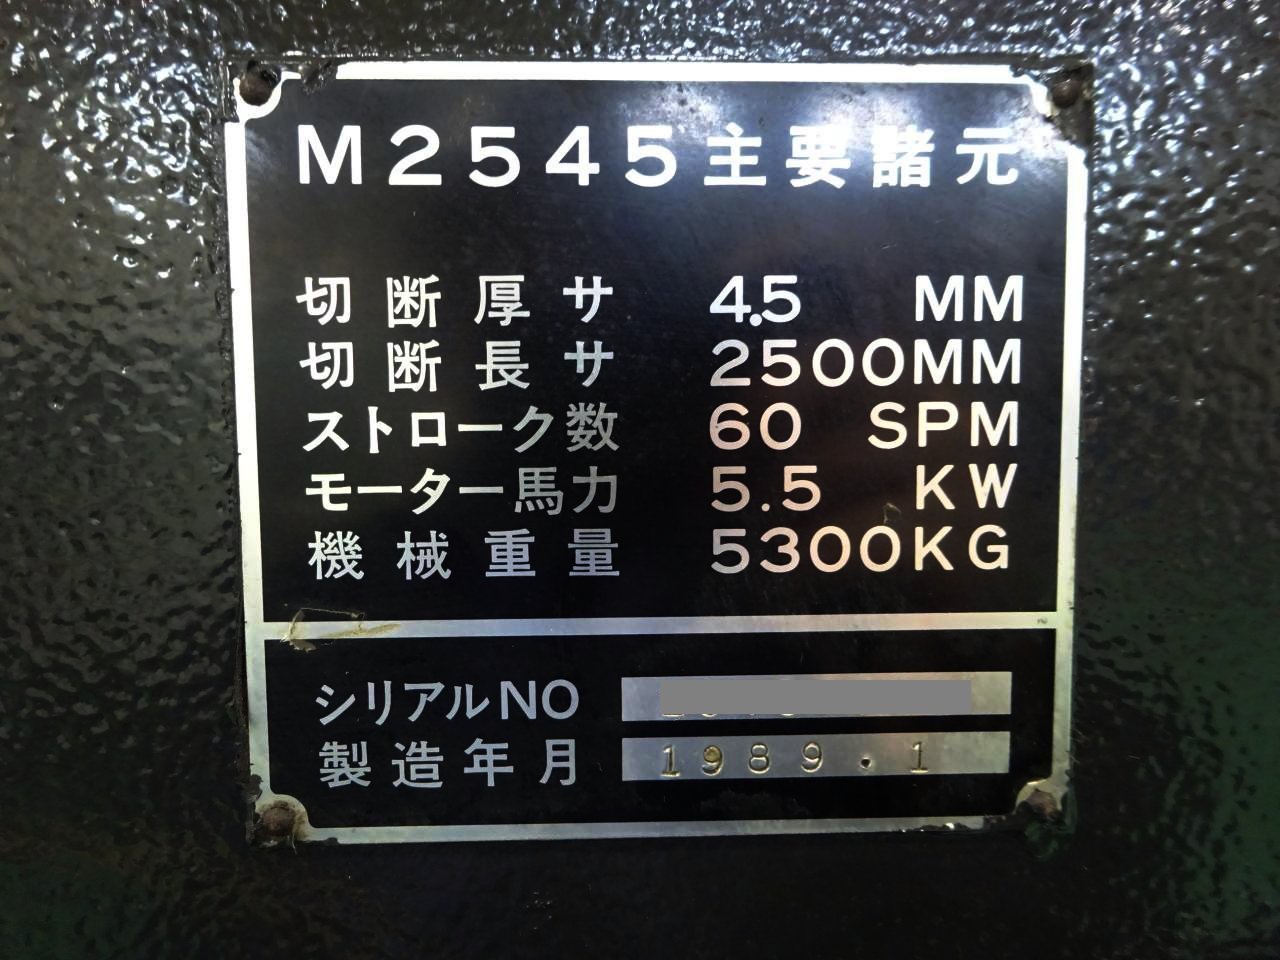 M2545主要諸元
切断厚サ 4.5 MM
切断長サ 2500MM
ストローク数 60 SPM
モーター馬力 5.5 KW
機械重量 5300KG
シリアルNO
製造年月 1989.1